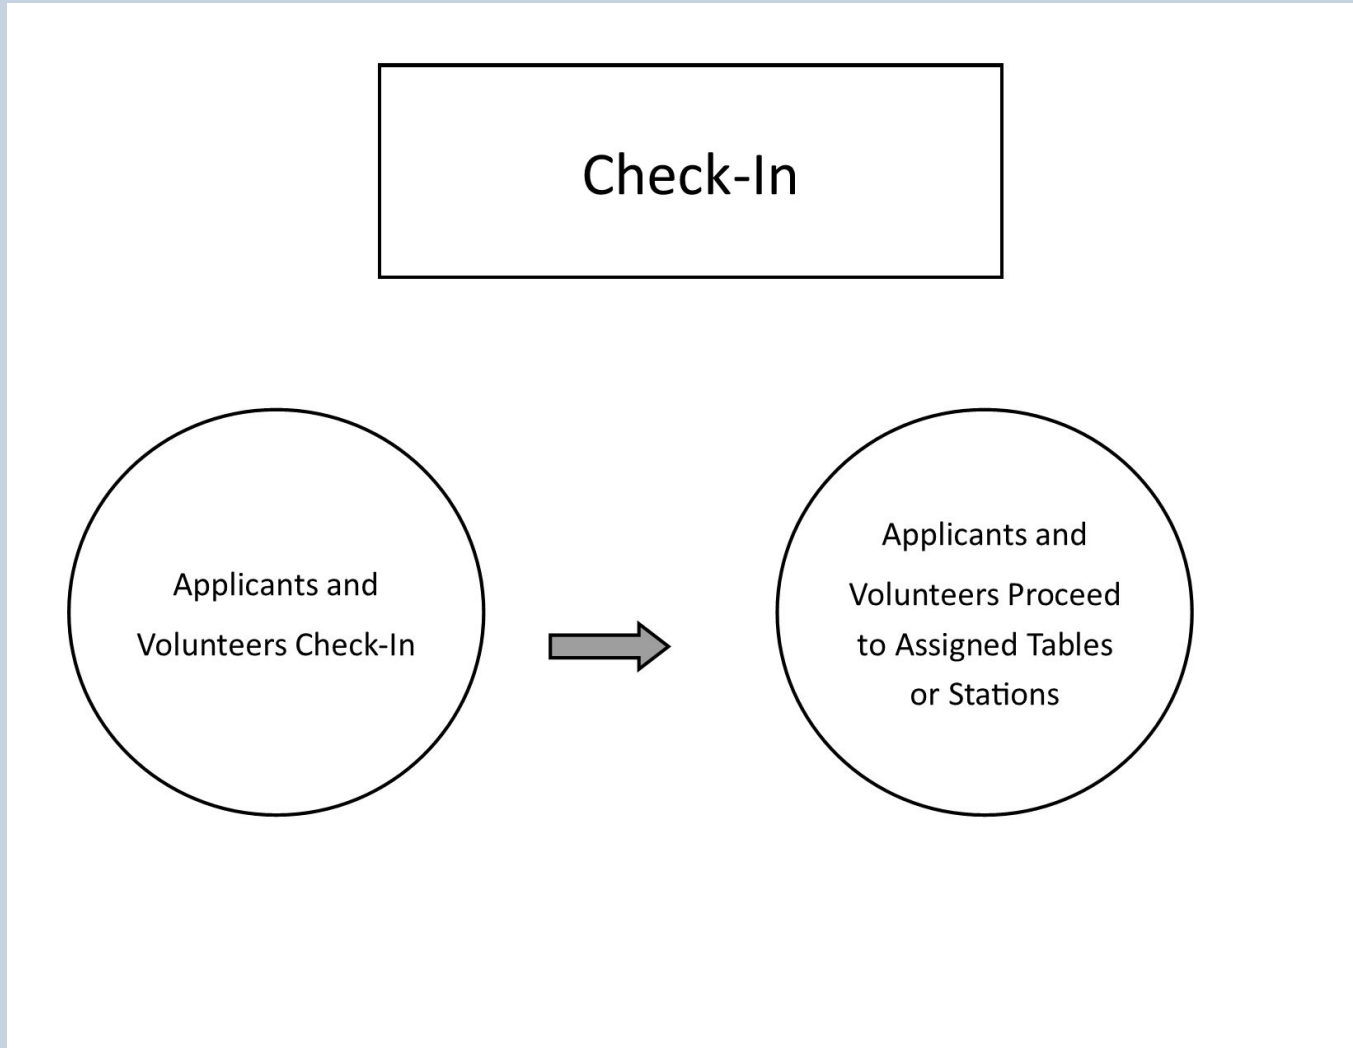 Check-In
Applicants and
Volunteers Check-In
Applicants and
Volunteers Proceed
to Assigned Tables
or Stations